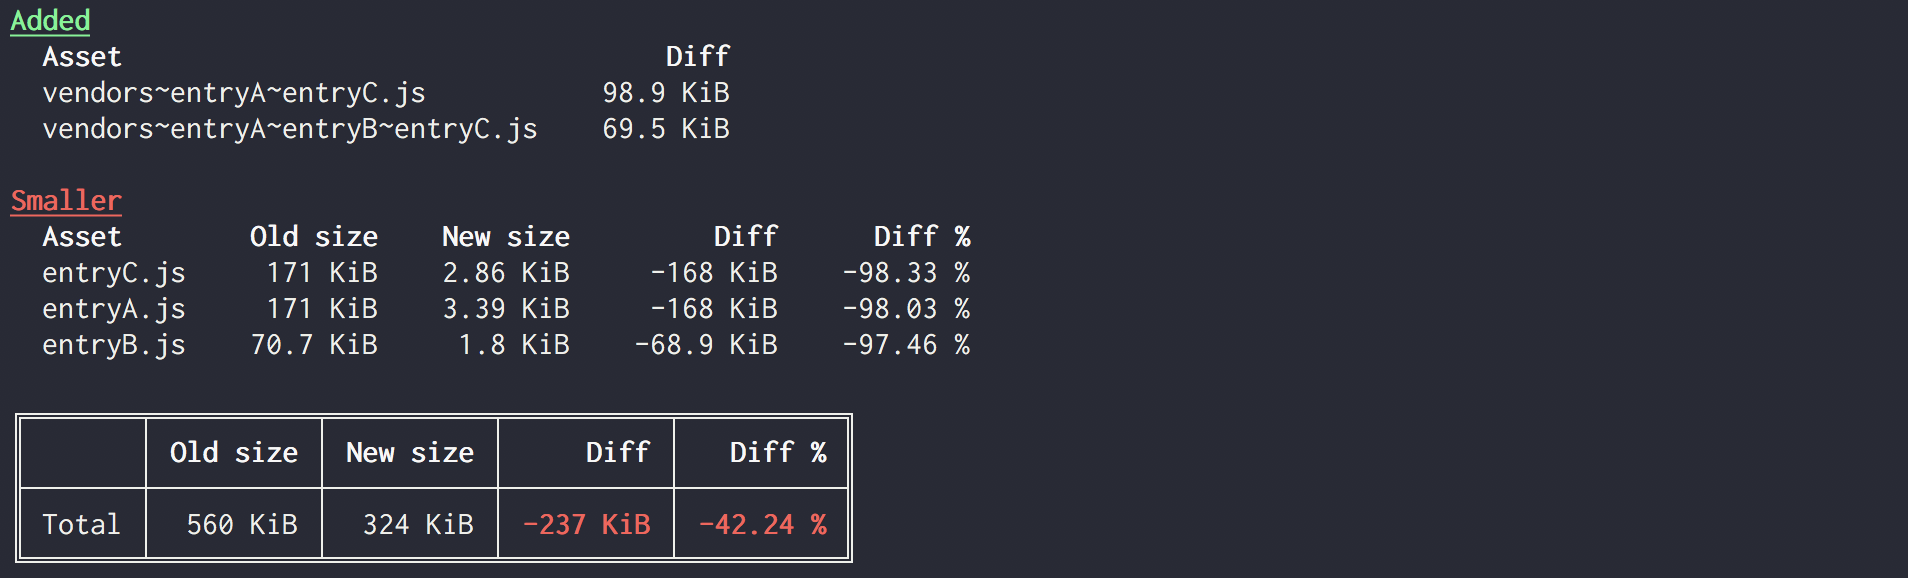 Added
Asset Diff
vendors~entryA~entryC.js 98.9 KiB
vendors~entryA~entryB~entryC.js 69.5 KiB
Smaller
Asset Old size New size Diff Diff %
entryC.js 171 KiB 2.86 KiB -168 KiB -98.33 %
entryA.js 171 KiB 3.39 KiB -168 KiB -98.03 %
entryB.js 70.7 KiB 1.8 KiB -68.9 KiB -97.46 %
Old size New size Diff Diff %
Total 560 KiB 324 KiB -237 KiB -42.24 %